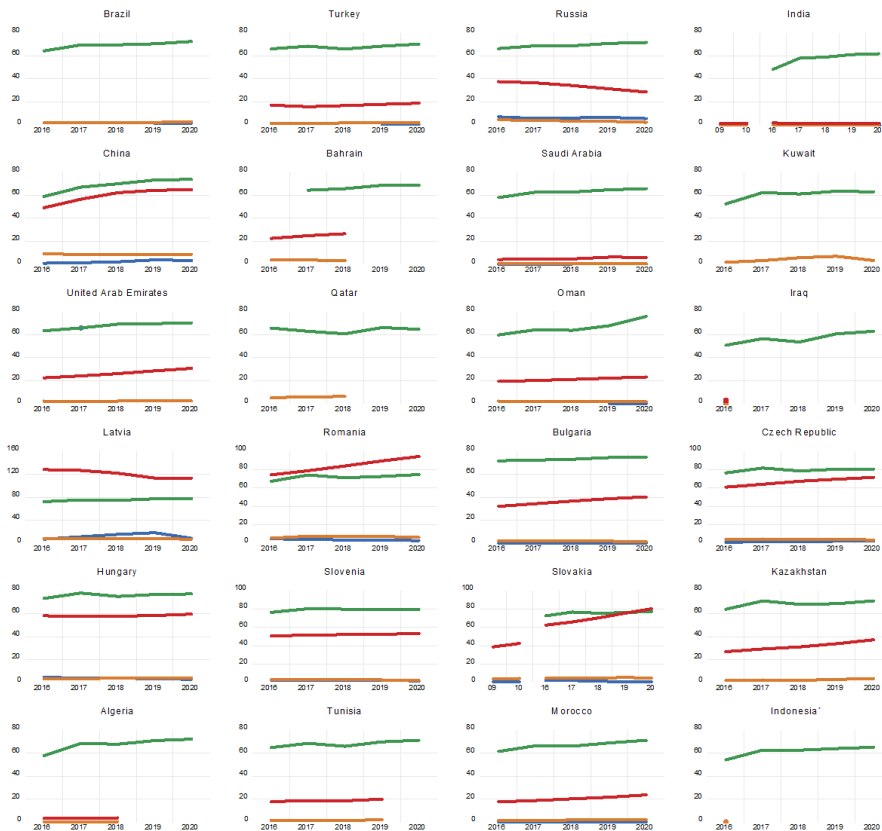 Brazil Turkey Russia India
80 80 80 80
60 60 60 60
40 40 40 40
20 20 20 20
0 0 0 0
2016 2017 2018 2019 2020 2016 2017 2018 2019 2020 2016 2017 2018 2019 2020 09 10 16 17 18 19 20
China Bahrain Saudi Arabia Kuwait
80 80 80 80
60 60 60 60
40 40 40 40
20 20 20 20
0 0 0 0
2016 2017 2018 2019 2020 2016 2017 2018 2019 2020 2016 2017 2018 2019 2020 2016 2017 2018 2019 2020
United Arab Emirates Qatar Oman Iraq
80 80 80 80
60 60 60 60
40 40 40 40
20 20 20 20
0 0 0 0
2016 2017 2018 2019 2020 2016 2017 2018 2019 2020 2016 2017 2018 2019 2020 2016 2017 2018 2019 2020
Latvia Romania Bulgaria Czech Republic
160 100 80 100
120 80 60 80
80 60 40 60
40 40 20 40
0 20 0 20
0 0
2016 2017 2018 2019 2020 2016 2017 2018 2019 2020 2016 2017 2018 2019 2020 2016 2017 2018 2019 2020
Hungary Slovenia Slovakia Kazakhstan
80 100 100 80
60 80 80 60
40 60 60 40
20 40 40 20
0 20 20 0
0 0
2016 2017 2018 2019 2020 2016 2017 2018 2019 2020 09 10 16 17 18 19 20 2016 2017 2018 2019 2020
Algeria Tunisia Morocco Indonesia*
80 80 80 80
60 60 60 60
40 40 40 40
20 20 20 20
0 0 0 0
2016 2017 2018 2019 2020 2016 2017 2018 2019 2020 2016 2017 2018 2019 2020 2016 2017 2018 2019 2020